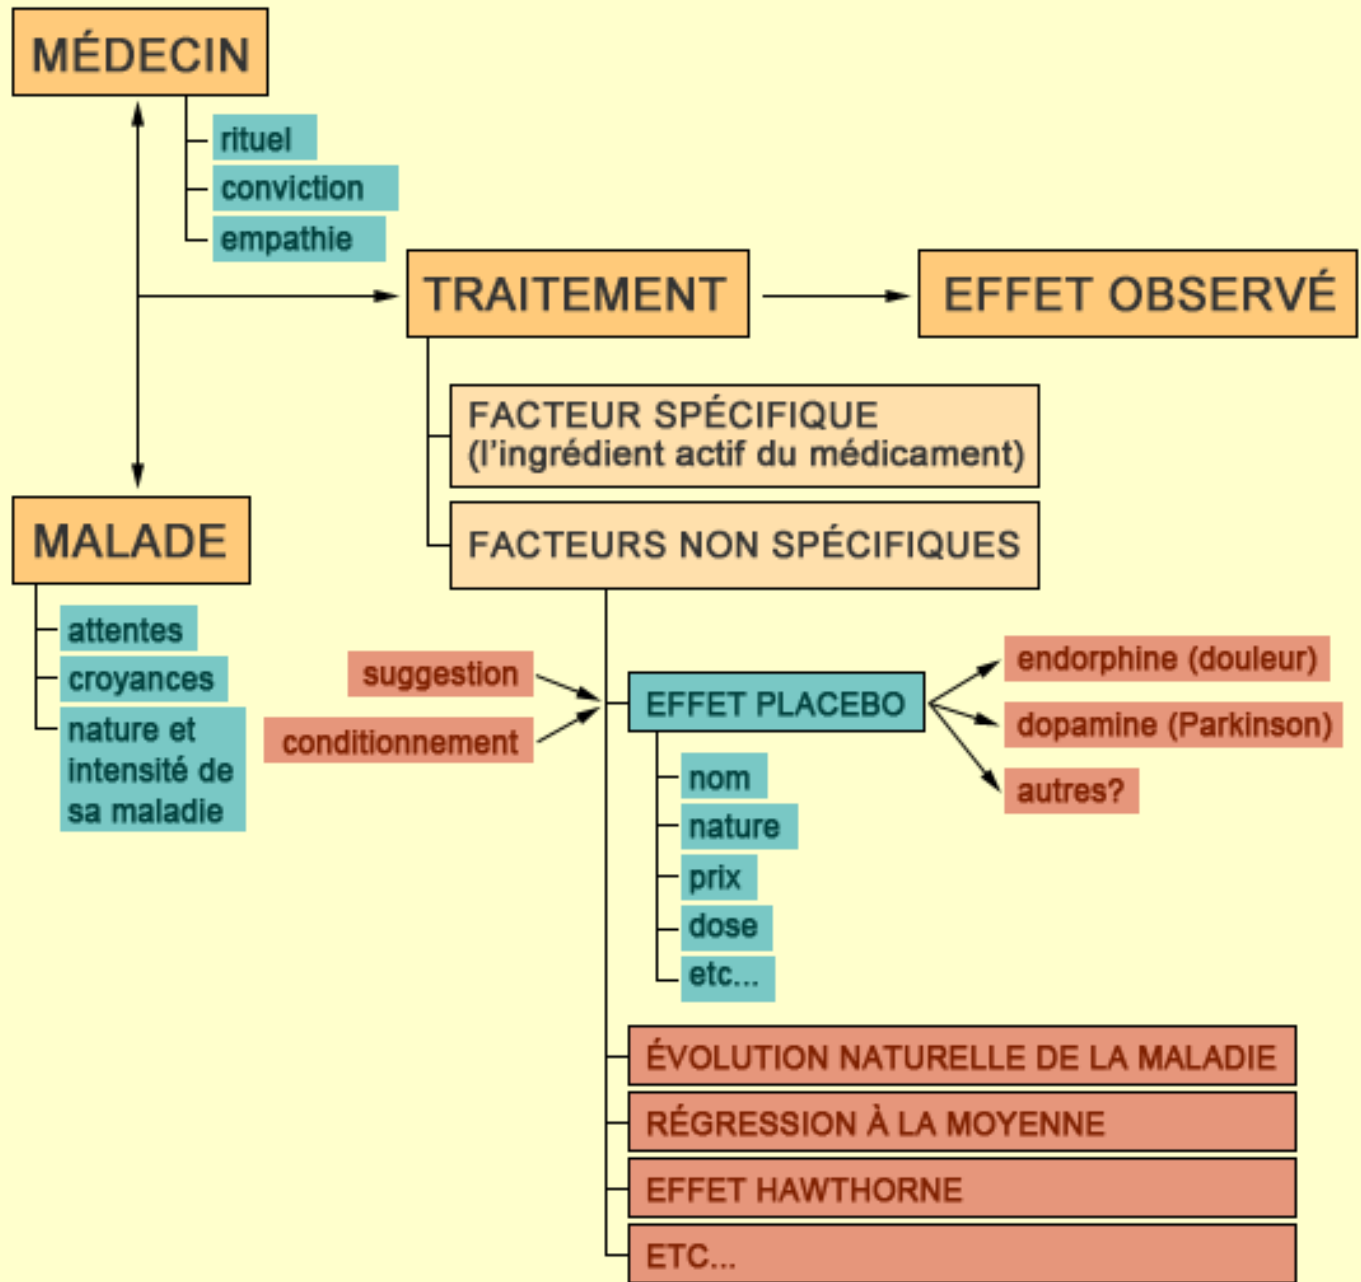 MÉDECIN
rituel
conviction
empathie
TRAITEMENT
EFFET OBSERVÉ
FACTEUR SPÉCIFIQUE
(l'ingrédient actif du médicament)
FACTEURS NON SPÉCIFIQUES
MALADE
attentes
croyances
nature et
intensité de
sa maladie
suggestion
conditionnement
EFFET PLACEBO
endorphine (douleur)
dopamine (Parkinson)
autres?
nom
nature
prix
dose
etc...
ÉVOLUTION NATURELLE DE LA MALADIE
RÉGRESSION À LA MOYENNE
EFFET HAWTHORNE
ETC...